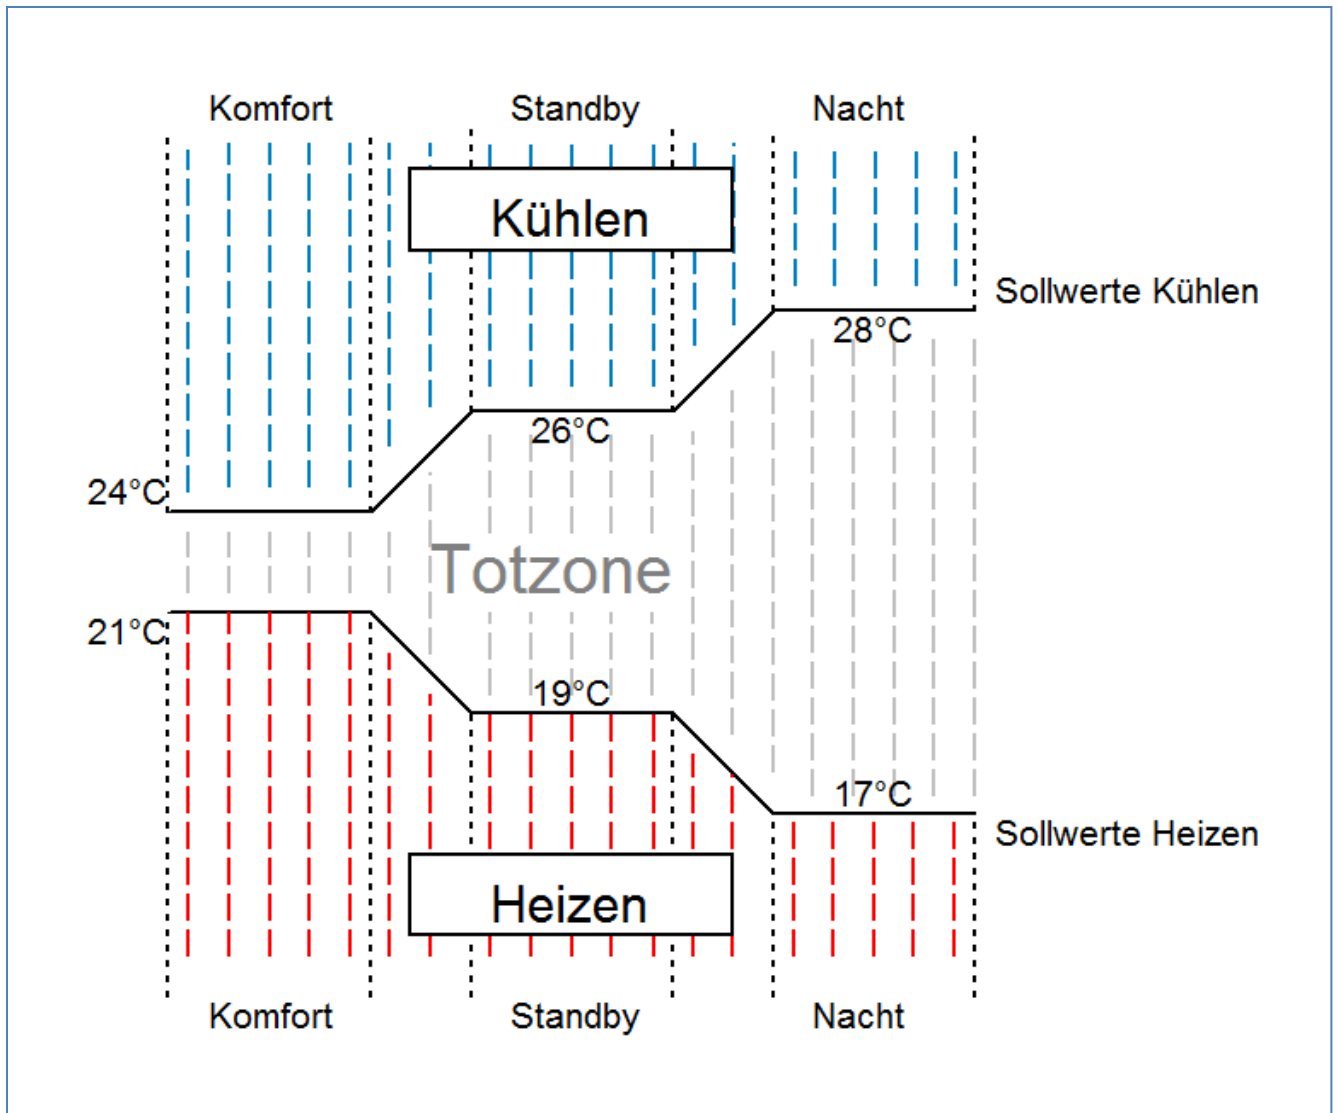 Komfort Standby Nacht
Kühlen
Sollwerte Kühlen
28°C
26°C
24°C
Totzone
21°C
19°C
17°C
Sollwerte Heizen
Heizen
Komfort Standby Nacht